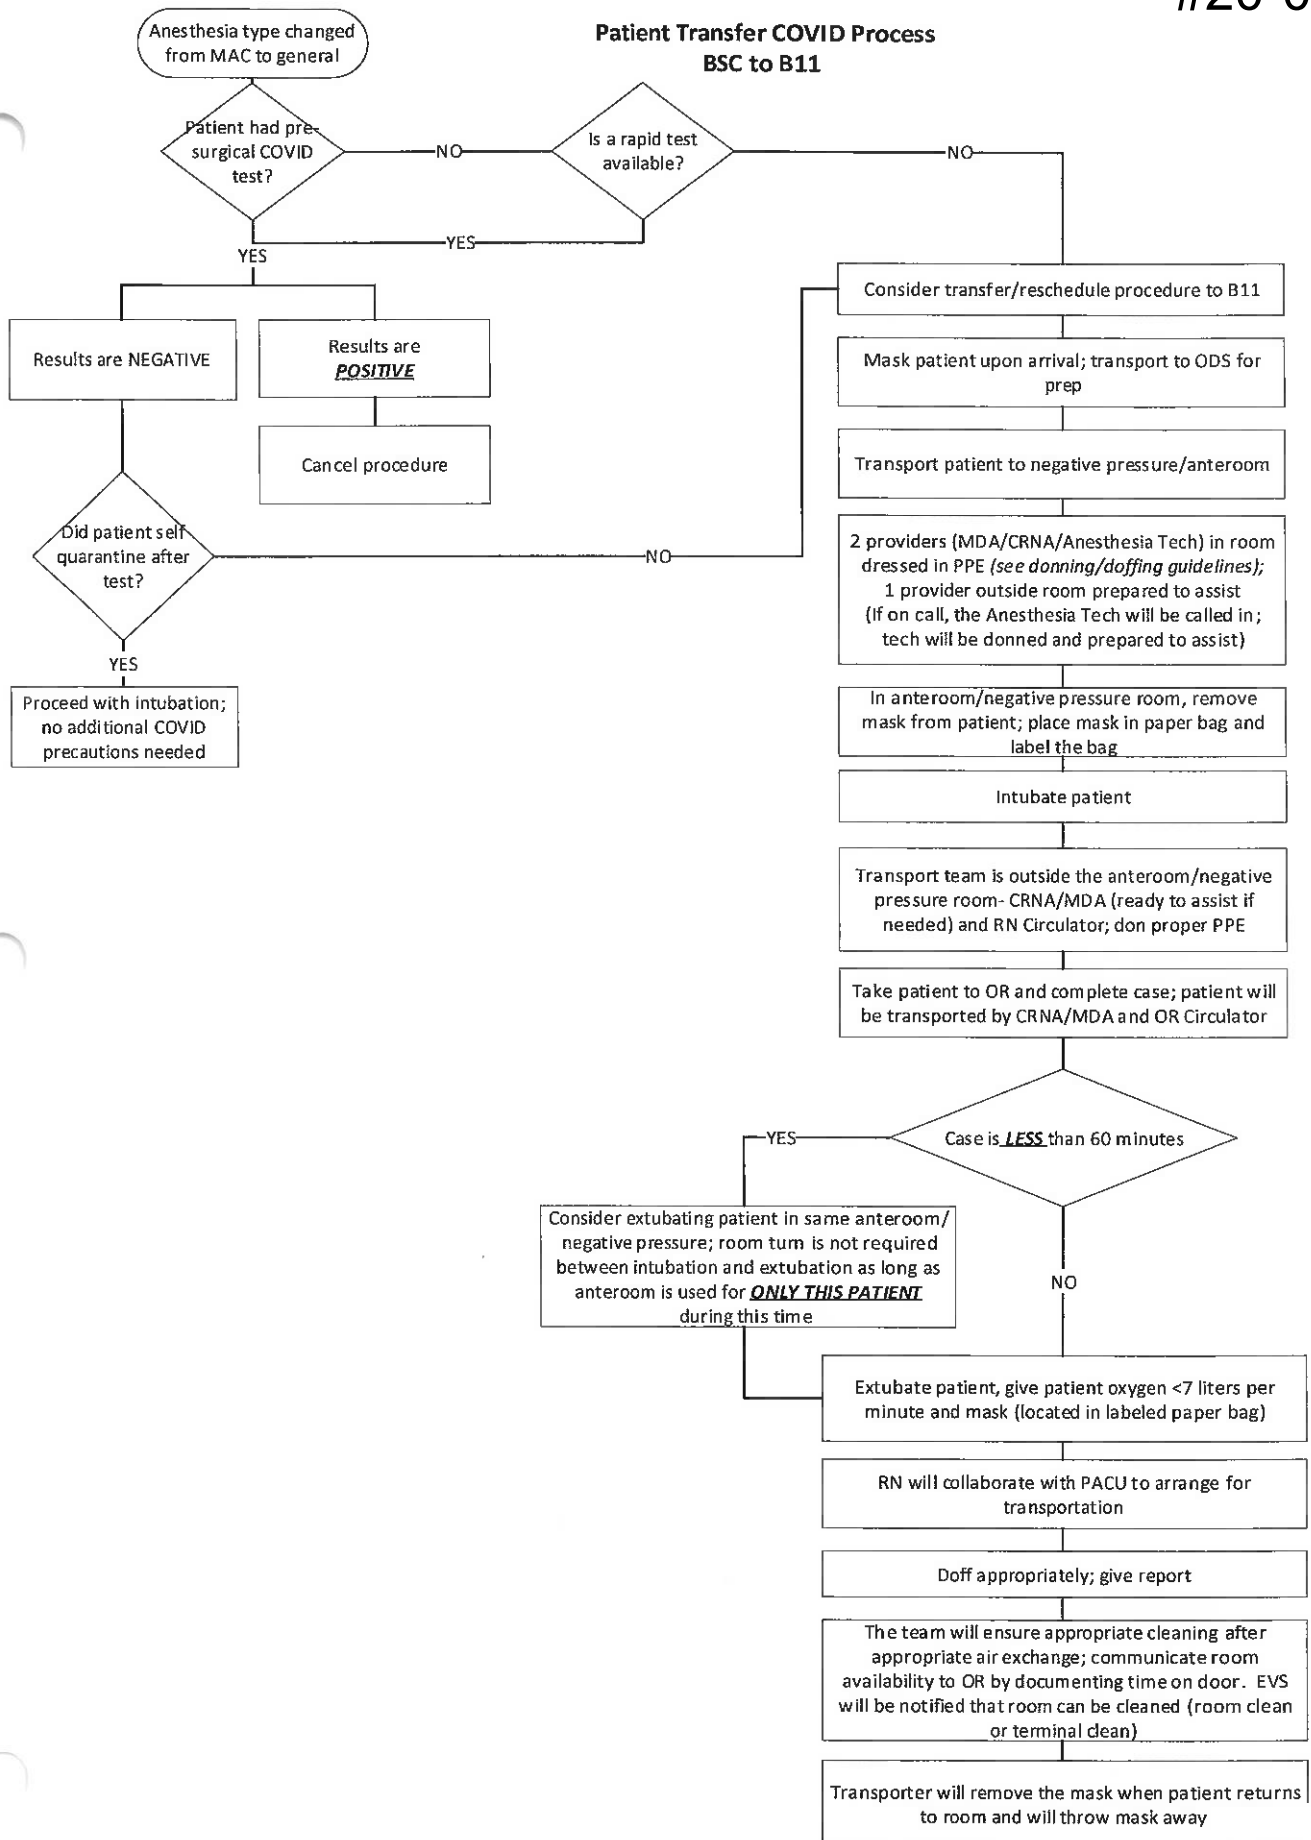 Patient Transfer COVID Process
BSC to B11
Anesthesia type changed
from MAC to general
Patient had pre-
surgical COVID
test?
NO
Is a rapid test
available?
NO
YES
YES
Results are NEGATIVE
Results are
POSITIVE
Cancel procedure
Did patient self
quarantine after
test?
NO
YES
Proceed with intubation;
no additional COVID
precautions needed
Consider transfer/reschedule procedure to B11
Mask patient upon arrival; transport to ODS for
prep
Transport patient to negative pressure/anteroom
2 providers (MDA/CRNA/Anesthesia Tech) in room
dressed in PPE (see donning/doffing guidelines);
1 provider outside room prepared to assist
(If on call, the Anesthesia Tech will be called in;
tech will be donned and prepared to assist)
In anteroom/negative pressure room, remove
mask from patient; place mask in paper bag and
label the bag
Intubate patient
Transport team is outside the anteroom/negative
pressure room- CRNA/MDA (ready to assist if
needed) and RN Circulator; don proper PPE
Take patient to OR and complete case; patient will
be transported by CRNA/MDA and OR Circulator
Case is LESS than 60 minutes
YES
Consider extubating patient in same anteroom/
negative pressure; room turn is not required
between intubation and extubation as long as
anteroom is used for ONLY THIS PATIENT
during this time
NO
Extubate patient, give patient oxygen <7 liters per
minute and mask (located in labeled paper bag)
RN will collaborate with PACU to arrange for
transportation
Doff appropriately; give report
The team will ensure appropriate cleaning after
appropriate air exchange; communicate room
availability to OR by documenting time on door. EVS
will be notified that room can be cleaned (room clean
or terminal clean)
Transporter will remove the mask when patient returns
to room and will throw mask away